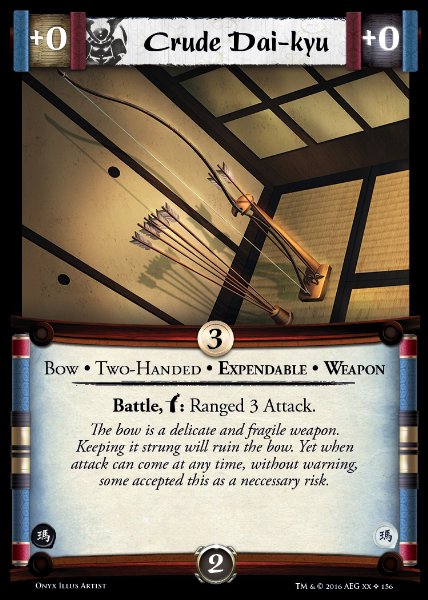 +0 Crude Dai-kyu +0
3
Bow • Two-Handed • Expendable • Weapon
Battle, : Ranged 3 Attack.
The bow is a delicate and fragile weapon.
Keeping it strung will ruin the bow. Yet when
attack can come at any time, without warning,
some accepted this as a neccessary risk.
瑪 瑪
2
Onyx Illus Artist TM & © 2016 AEG XX ❖ 156